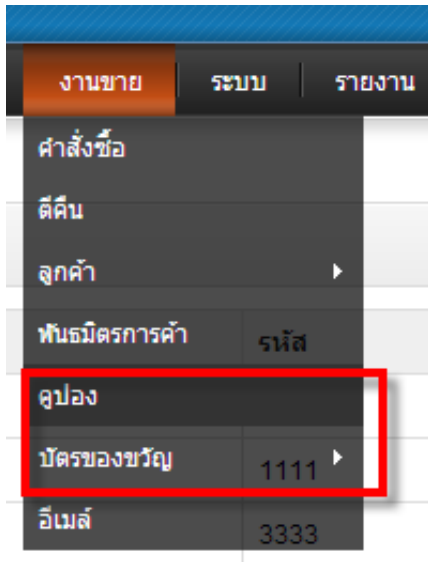 งานขาย ระบบ รายงาน
คำสั่งซื้อ
ตีคืน
ลูกค้า
พันธมิตรการค้า รหัส
คูปอง
บัตรของขวัญ 1111
อีเมล์ 3333